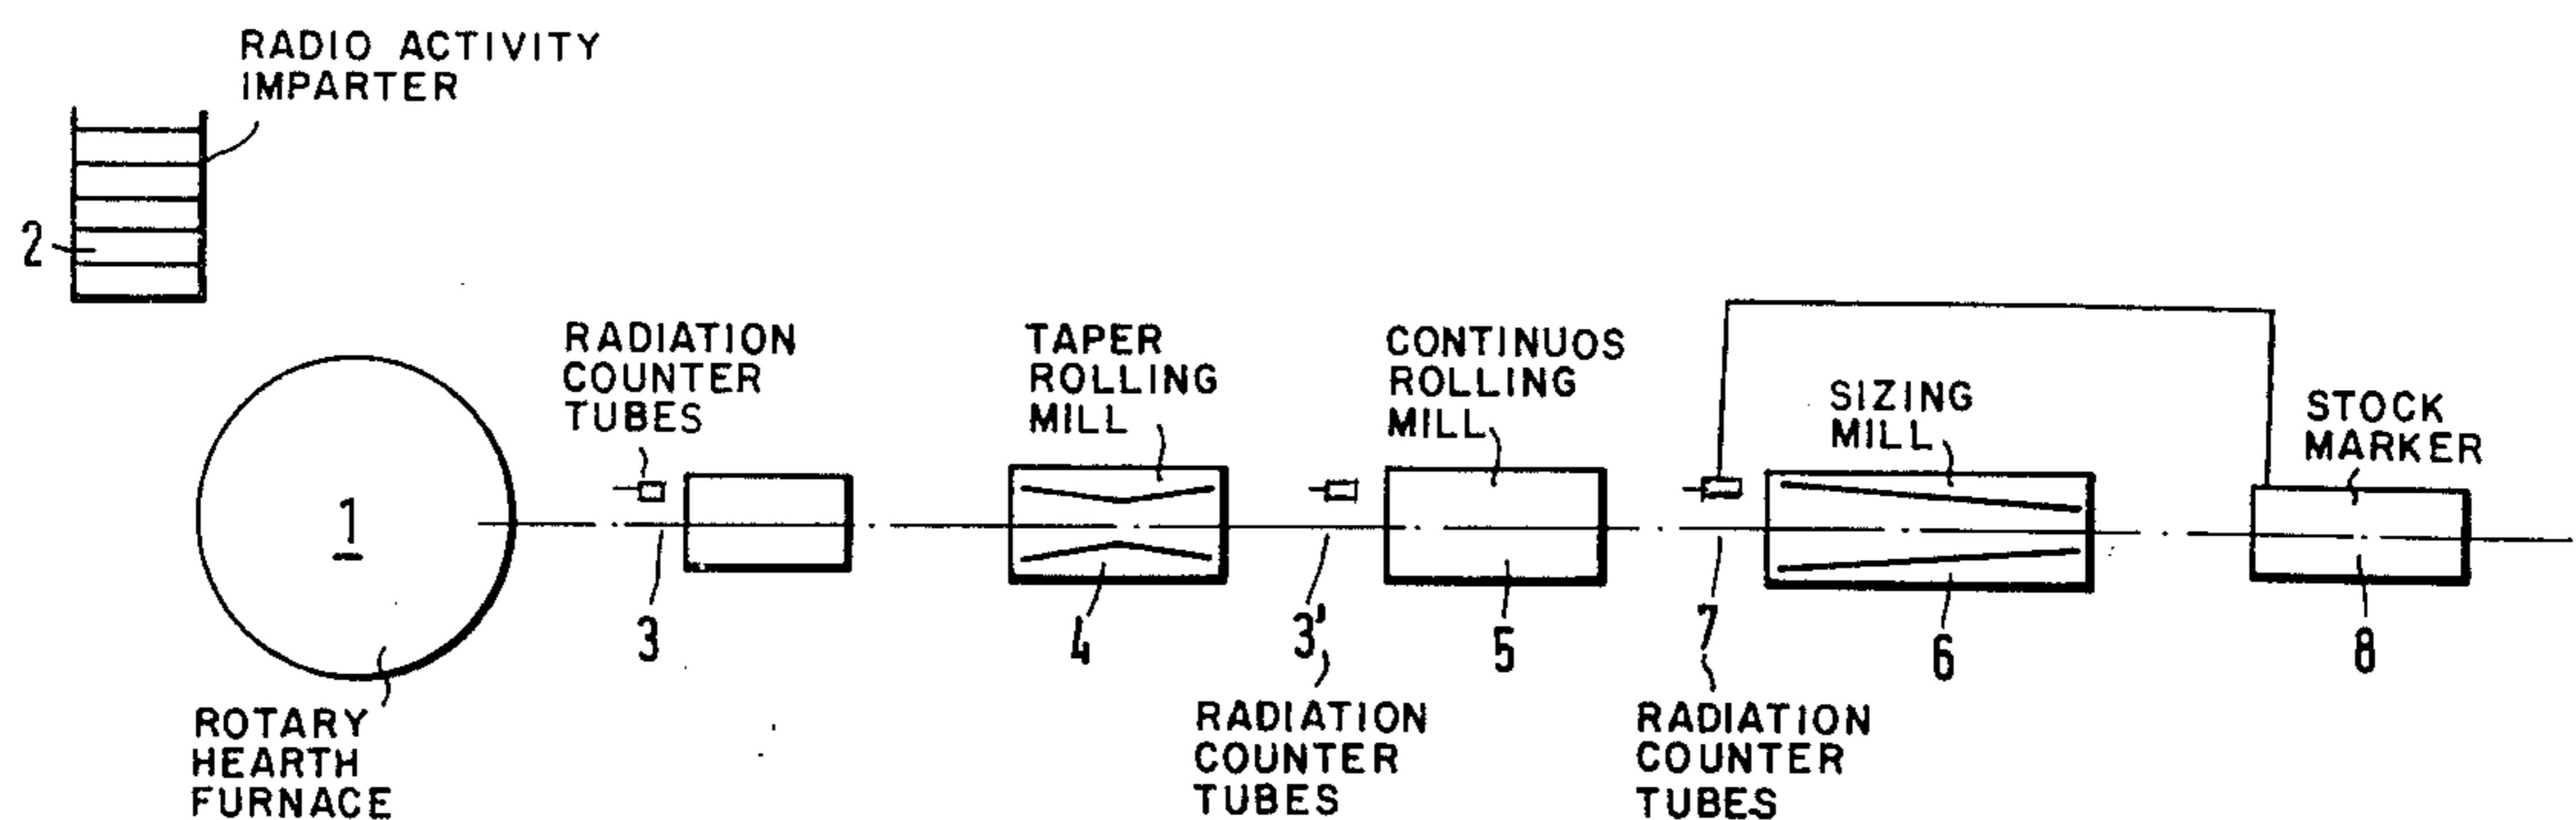 RADIO ACTIVITY
IMPARTER
2
RADIATION
COUNTER
TUBES
TAPER
ROLLING
MILL
CONTINUOS
ROLLING
MILL
SIZING
MILL
STOCK
MARKER
1
3
4
3'
5
7
6
8
ROTARY
HEARTH
FURNACE
RADIATION
COUNTER
TUBES
RADIATION
COUNTER
TUBES